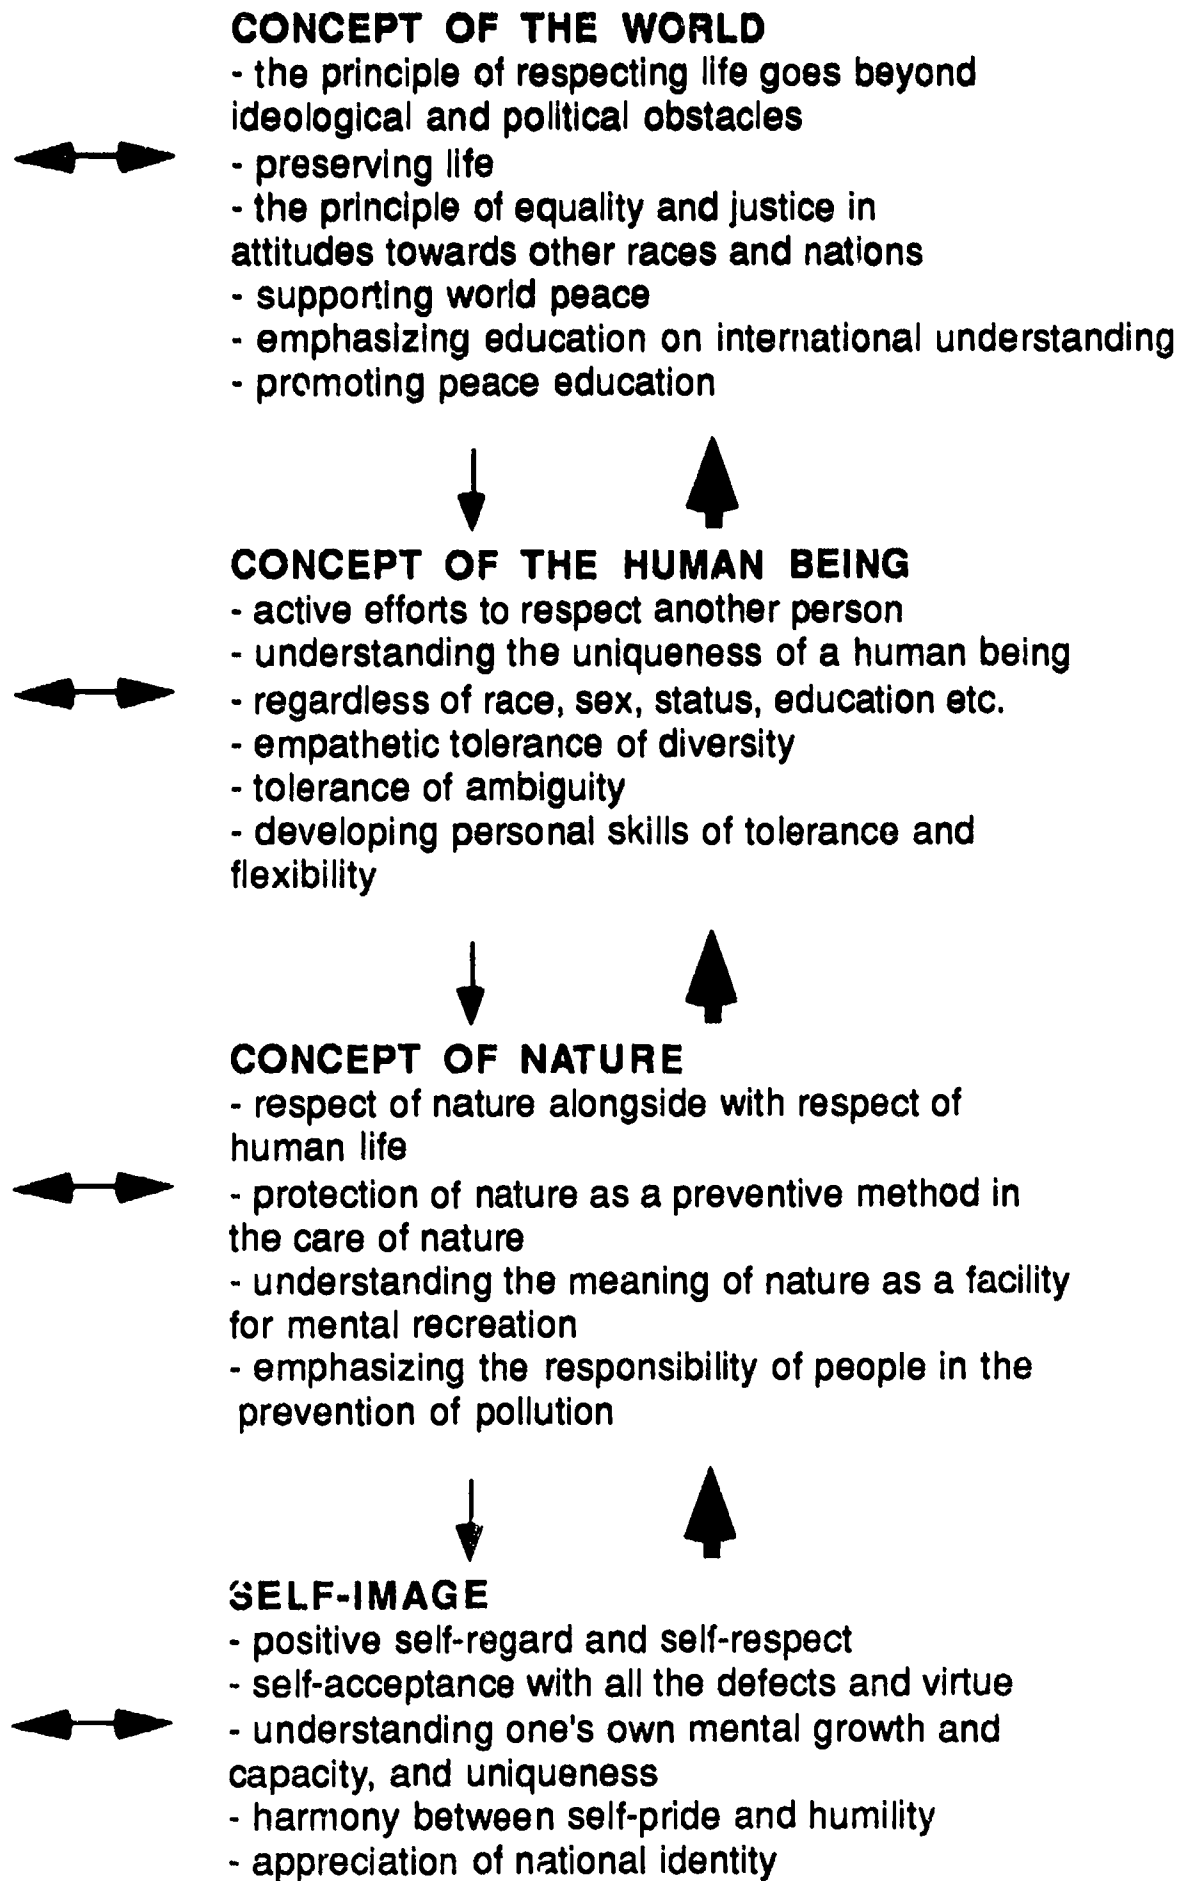 CONCEPT OF THE WORLD
- the principle of respecting life goes beyond
ideological and political obstacles
- preserving life
- the principle of equality and justice in
attitudes towards other races and nations
- supporting world peace
- emphasizing education on international understanding
- promoting peace education
CONCEPT OF THE HUMAN BEING
- active efforts to respect another person
- understanding the uniqueness of a human being
- regardless of race, sex, status, education etc.
- empathetic tolerance of diversity
- tolerance of ambiguity
- developing personal skills of tolerance and
flexibility
CONCEPT OF NATURE
- respect of nature alongside with respect of
human life
- protection of nature as a preventive method in
the care of nature
- understanding the meaning of nature as a facility
for mental recreation
- emphasizing the responsibility of people in the
prevention of pollution
SELF-IMAGE
- positive self-regard and self-respect
- self-acceptance with all the defects and virtue
- understanding one's own mental growth and
capacity, and uniqueness
- harmony between self-pride and humility
- appreciation of national identity